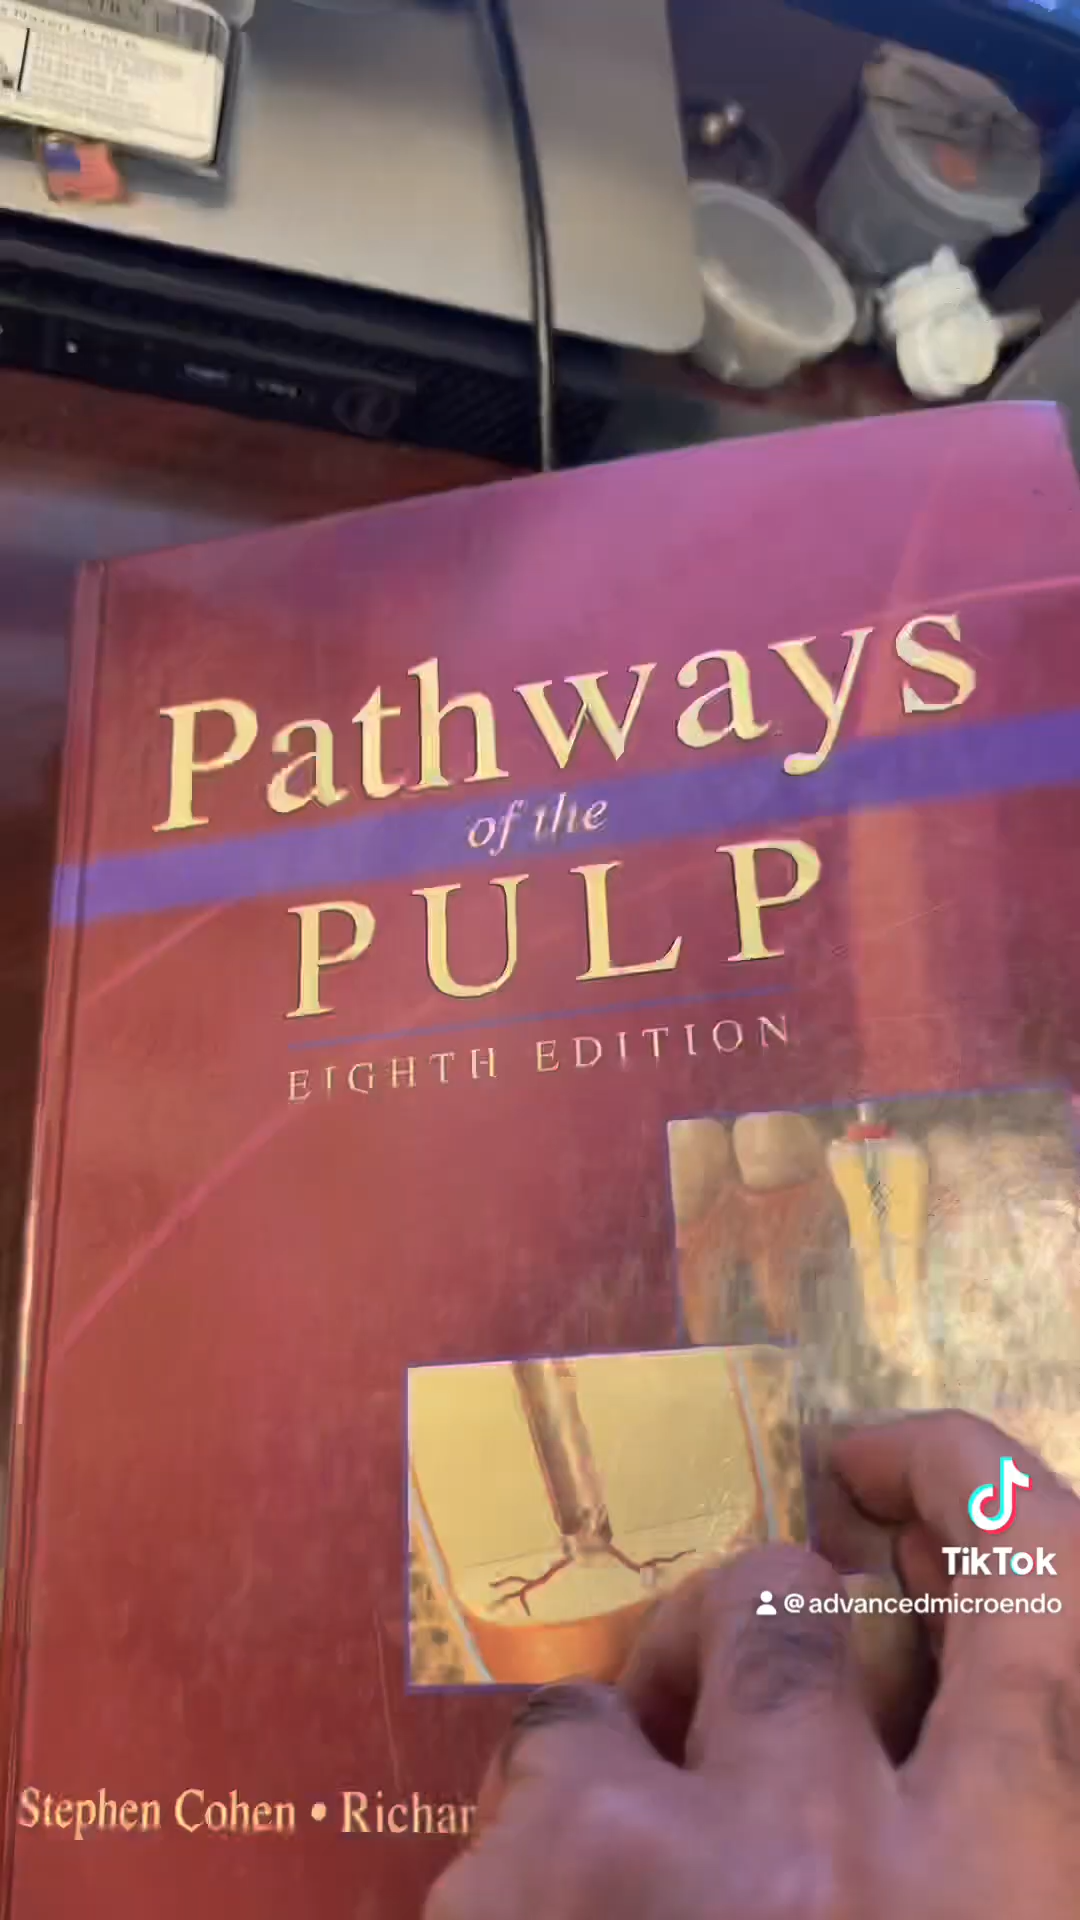 Pathways
of the
PULP
EIGHTH EDITION
Stephen Cohen • Richar
TikTok
@advancedmicroendo